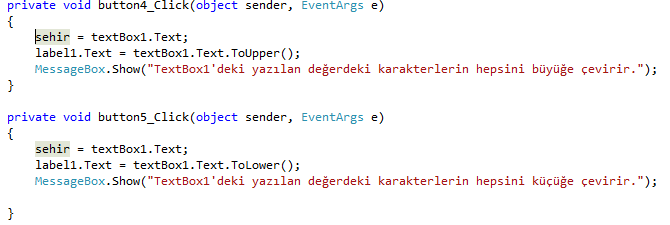 private void button4_Click(object sender, EventArgs e)
{
sehir = textBox1.Text;
label1.Text = textBox1.Text.ToUpper();
MessageBox.Show("TextBox1'deki yazılan değerdeki karakterlerin hepsini büyüğe çevirir.");
}
private void button5_Click(object sender, EventArgs e)
{
sehir = textBox1.Text;
label1.Text = textBox1.Text.ToLower();
MessageBox.Show("TextBox1'deki yazılan değerdeki karakterlerin hepsini küçüğe çevirir.");
}